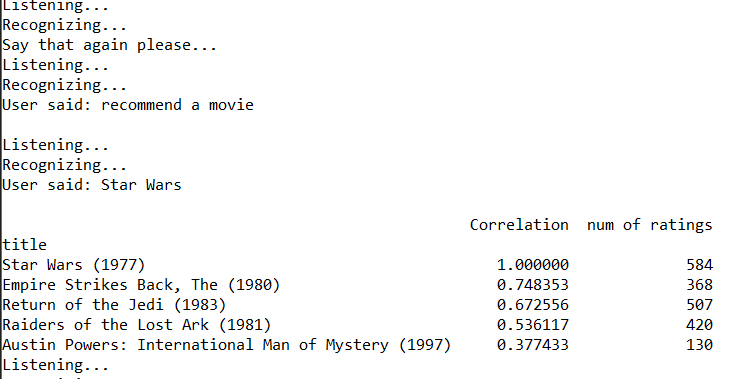 Listening...
Recognizing...
Say that again please...
Listening...
Recognizing...
User said: recommend a movie
Listening...
Recognizing...
User said: Star Wars
Correlation num of ratings
title
Star Wars (1977) 1.000000 584
Empire Strikes Back, The (1980) 0.748353 368
Return of the Jedi (1983) 0.672556 507
Raiders of the Lost Ark (1981) 0.536117 420
Austin Powers: International Man of Mystery (1997) 0.377433 130
Listening...